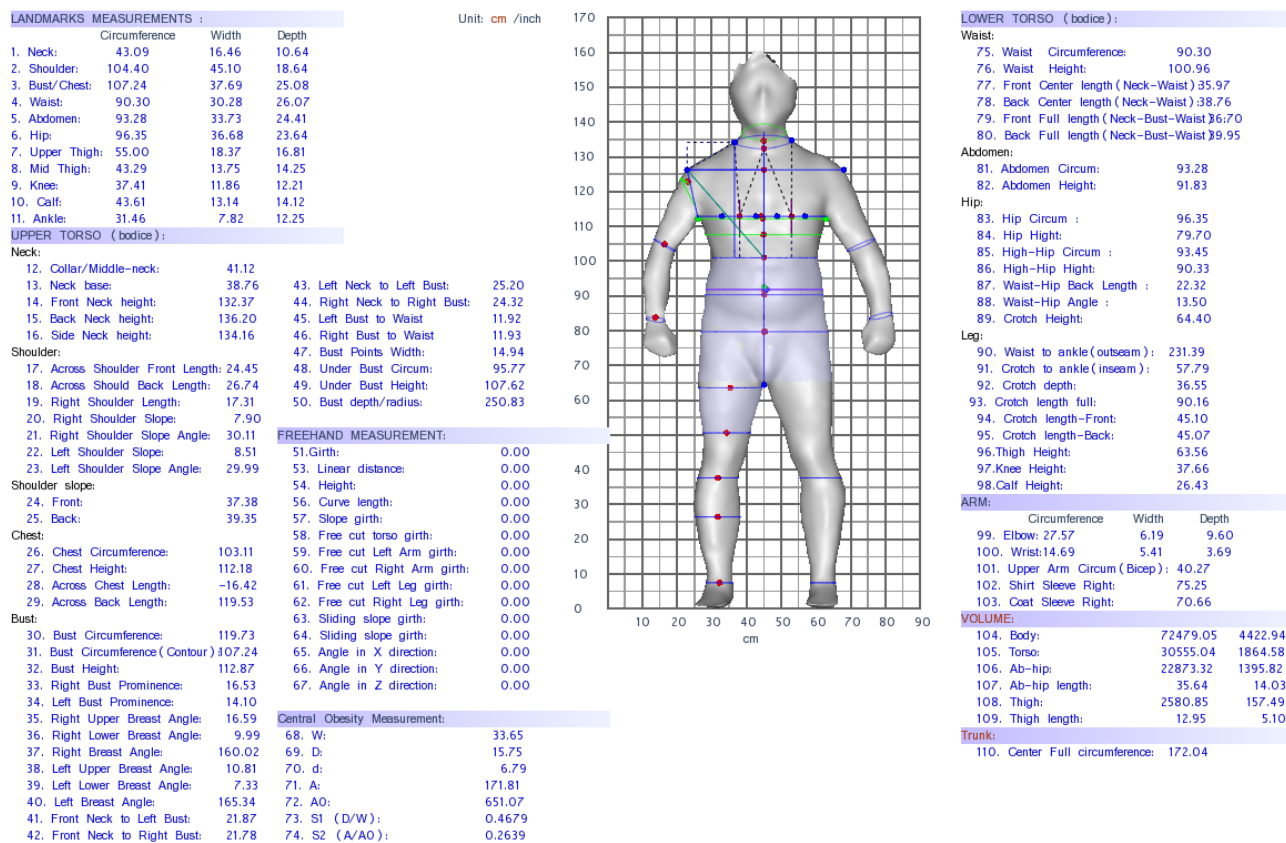 LANDMARKS MEASUREMENTS :
Unit: cm /inch
Circumference Width Depth
1. Neck: 43.09 16.46 10.64
2. Shoulder: 104.40 45.10 18.64
3. Bust/Chest: 107.24 37.69 25.08
4. Waist: 90.30 30.28 26.07
5. Abdomen: 93.28 33.73 24.41
6. Hip: 96.35 36.68 23.64
7. Upper Thigh: 55.00 18.37 16.81
8. Mid Thigh: 43.29 13.75 14.25
9. Knee: 37.41 11.86 12.21
10. Calf: 43.61 13.14 14.12
11. Ankle: 31.46 7.82 12.25
UPPER TORSO (bodice):
Neck:
12. Collar/Middle-neck: 41.12
13. Neck base: 38.76
14. Front Neck height: 132.37
15. Back Neck height: 136.20
16. Side Neck height: 134.16
Shoulder:
17. Across Shoulder Front Length: 24.45
18. Across Should Back Length: 26.74
19. Right Shoulder Length: 17.31
20. Right Shoulder Slope: 7.90
21. Right Shoulder Slope Angle: 30.11
22. Left Shoulder Slope: 8.51
23. Left Shoulder Slope Angle: 29.99
Shoulder slope:
24. Front: 37.38
25. Back: 39.35
Chest:
26. Chest Circumference: 103.11
27. Chest Height: 112.18
28. Across Chest Length: -16.42
29. Across Back Length: 119.53
Bust:
30. Bust Circumference: 119.73
31. Bust Circumference(Contour): 107.24
32. Bust Height: 112.87
33. Right Bust Prominence: 16.53
34. Left Bust Prominence: 14.10
35. Right Upper Breast Angle: 16.59
36. Right Lower Breast Angle: 9.99
37. Right Breast Angle: 160.02
38. Left Upper Breast Angle: 10.81
39. Left Lower Breast Angle: 7.33
40. Left Breast Angle: 165.34
41. Front Neck to Left Bust: 21.87
42. Front Neck to Right Bust: 21.78
43. Left Neck to Left Bust: 25.20
44. Right Neck to Right Bust: 24.32
45. Left Bust to Waist 11.92
46. Right Bust to Waist 11.93
47. Bust Points Width: 14.94
48. Under Bust Circum: 95.77
49. Under Bust Height: 107.62
50. Bust depth/radius: 250.83
FREEHAND MEASUREMENT:
51.Girth: 0.00
53. Linear distance: 0.00
54. Height: 0.00
56. Curve length: 0.00
57. Slope girth: 0.00
58. Free cut torso girth: 0.00
59. Free cut Left Arm girth: 0.00
60. Free cut Right Arm girth: 0.00
61. Free cut Left Leg girth: 0.00
62. Free cut Right Leg girth: 0.00
63. Sliding slope girth: 0.00
64. Sliding slope girth: 0.00
65. Angle in X direction: 0.00
66. Angle in Y direction: 0.00
67. Angle in Z direction: 0.00
Central Obesity Measurement:
68. W: 33.65
69. D: 15.75
70. d: 6.79
71. A: 171.81
72. A0: 651.07
73. S1 (D/W): 0.4679
74. S2 (A/A0): 0.2639
170
160
150
140
130
120
110
100
90
80
70
60
40
30
20
10
0
10 20 30 40 50 60 70 80 90
cm
LOWER TORSO (bodice):
Waist:
75. Waist Circumference: 90.30
76. Waist Height: 100.96
77. Front Center length(Neck-Waist): 35.97
78. Back Center length(Neck-Waist): 38.76
79. Front Full length(Neck-Bust-Waist) 36.70
80. Back Full length(Neck-Bust-Waist) 39.95
Abdomen:
81. Abdomen Circum: 93.28
82. Abdomen Height: 91.83
Hip:
83. Hip Circum : 96.35
84. Hip Hight: 79.70
85. High-Hip Circum : 93.45
86. High-Hip Hight: 90.33
87. Waist-Hip Back Length : 22.32
88. Waist-Hip Angle : 13.50
89. Crotch Height: 64.40
Leg:
90. Waist to ankle(outseam): 231.39
91. Crotch to ankle(inseam): 57.79
92. Crotch depth: 36.55
93. Crotch length full: 90.16
94. Crotch length-Front: 45.10
95. Crotch length-Back: 45.07
96.Thigh Height: 63.56
97.Knee Height: 37.66
98.Calf Height: 26.43
ARM:
Circumference Width Depth
99. Elbow: 27.57 6.19 9.60
100. Wrist:14.69 5.41 3.69
101. Upper Arm Circum(Bicep): 40.27
102. Shirt Sleeve Right: 75.25
103. Coat Sleeve Right: 70.66
VOLUME:
104. Body: 72479.05 4422.94
105. Torso: 30555.04 1864.58
106. Ab-hip: 22873.32 1395.82
107. Ab-hip length: 35.64 14.03
108. Thigh: 2580.85 157.49
109. Thigh length: 12.95 5.10
Trunk:
110. Center Full circumference: 172.04